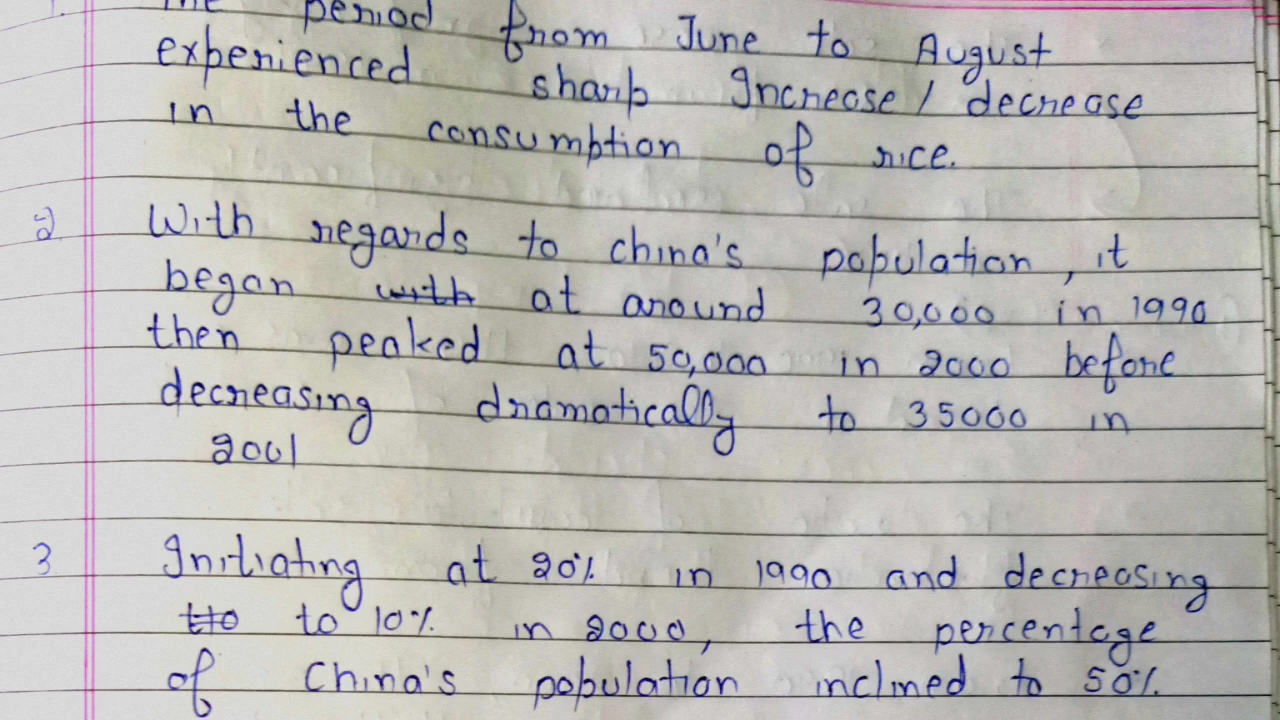 The period from June to August
experienced sharp Increase / decrease
in the consumption of rice.
2) With regards to china's population, it
began with at around 30,000 in 1990
then peaked at 50,000 in 2000 before
decreasing dramatically to 35000 in
2001
3 Initiating at 20% in 1990 and decreasing
tto to 10% in 2000, the percentage
of China's population inclined to 50%.